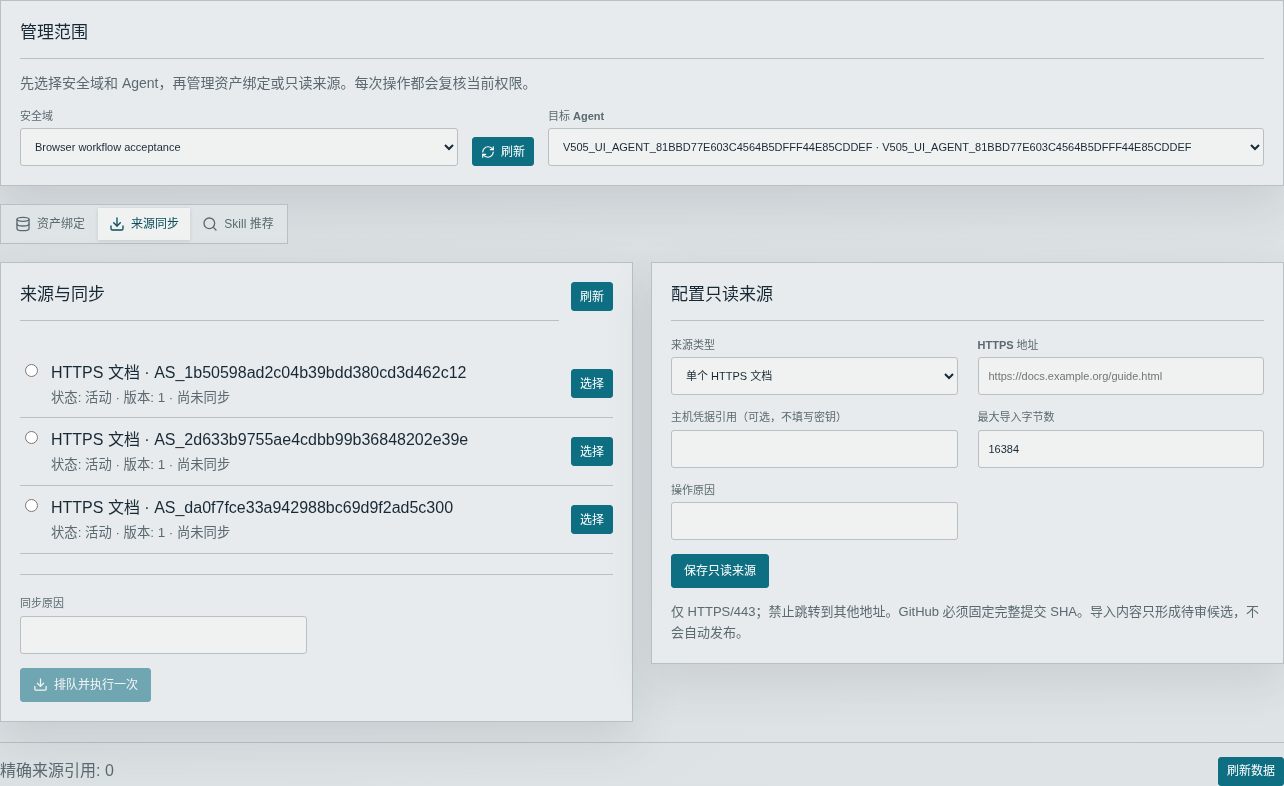 管理范围
先选择安全域和 Agent，再管理资产绑定或只读来源。每次操作都会复核当前权限。
安全域
目标 Agent
Browser workflow acceptance
刷新
V505_UI_AGENT_81BBD77E603C4564B5DFFF44E85CDDEF · V505_UI_AGENT_81BBD77E603C4564B5DFFF44E85CDDEF
资产绑定
来源同步
Skill 推荐
来源与同步
刷新
HTTPS 文档 · AS_1b50598ad2c04b39bdd380cd3d462c12
状态: 活动 · 版本: 1 · 尚未同步
选择
HTTPS 文档 · AS_2d633b9755ae4cdbb99b36848202e39e
状态: 活动 · 版本: 1 · 尚未同步
选择
HTTPS 文档 · AS_da0f7fce33a942988bc69d9f2ad5c300
状态: 活动 · 版本: 1 · 尚未同步
选择
同步原因
排队并执行一次
配置只读来源
来源类型
HTTPS 地址
单个 HTTPS 文档
https://docs.example.org/guide.html
主机凭据引用（可选，不填写密钥）
最大导入字节数
16384
操作原因
保存只读来源
仅 HTTPS/443；禁止跳转到其他地址。GitHub 必须固定完整提交 SHA。导入内容只形成待审候选，不
会自动发布。
精确来源引用: 0
刷新数据